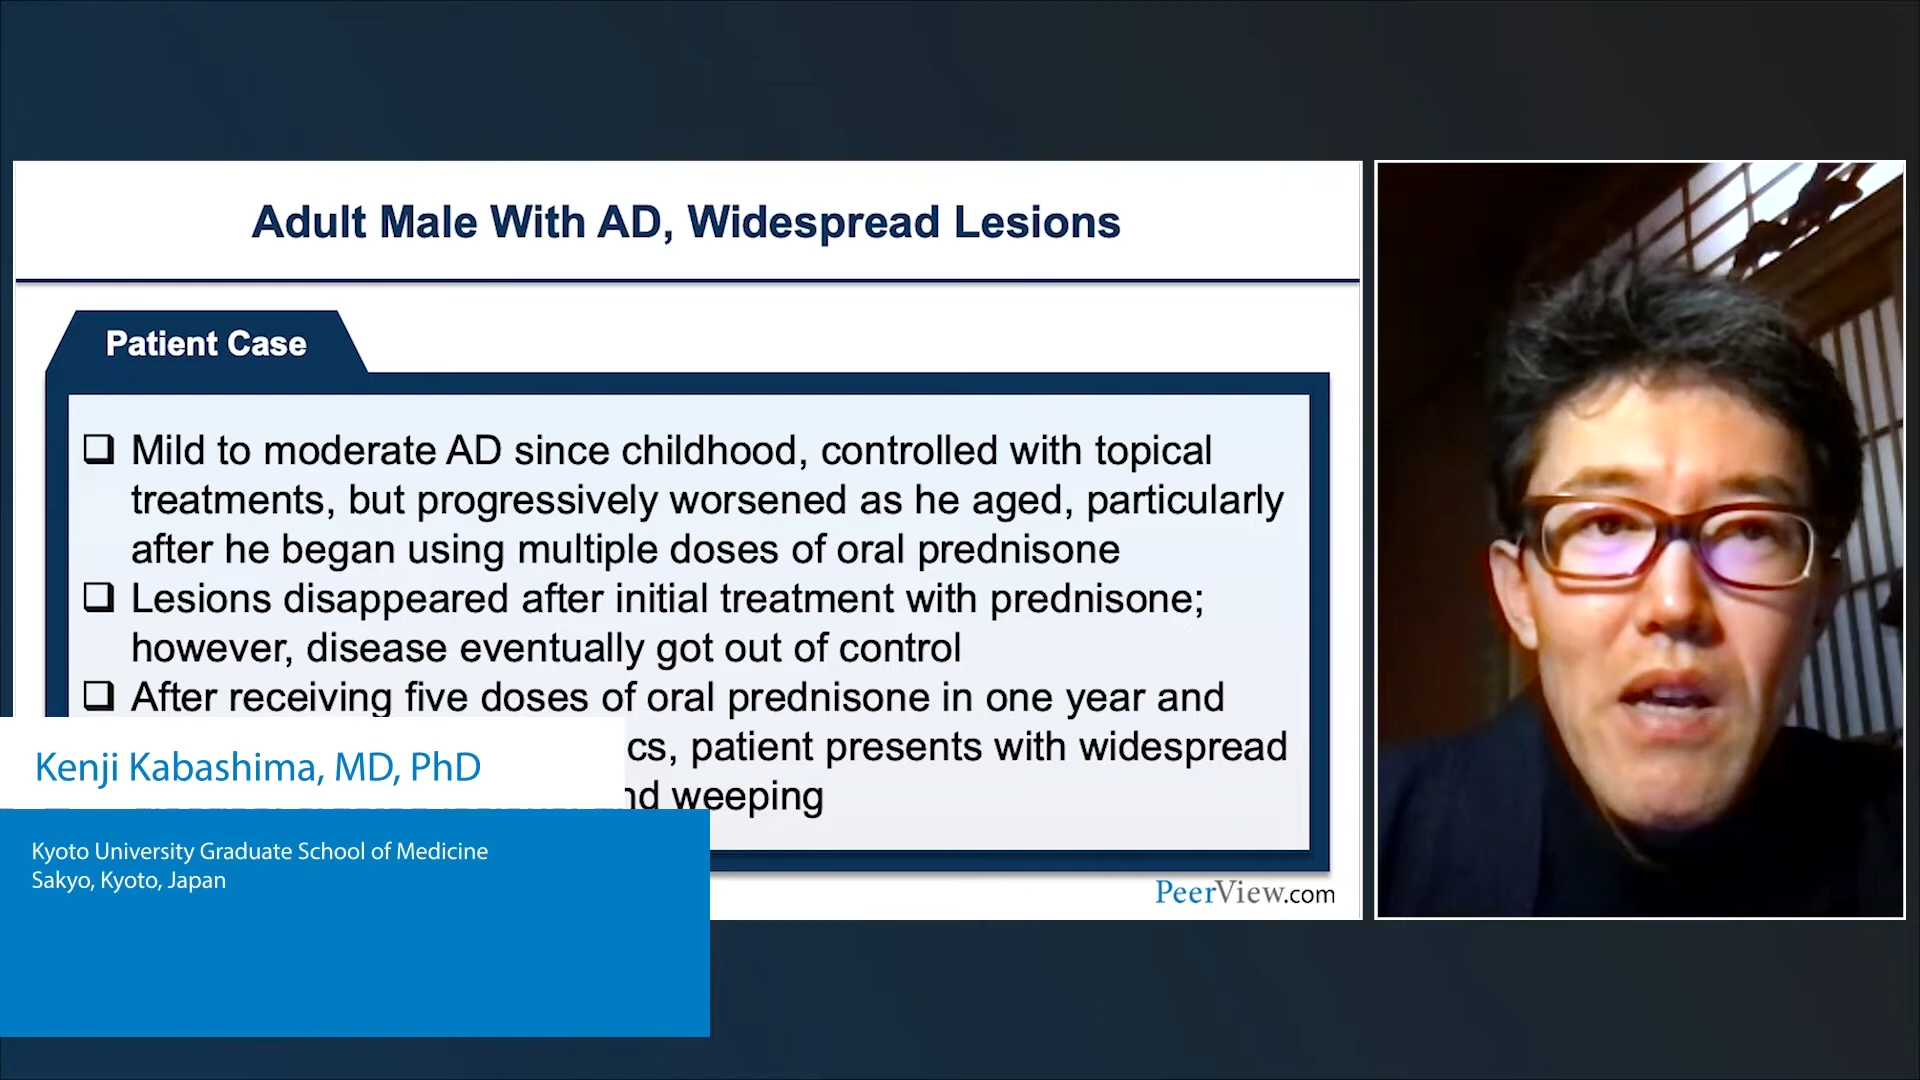 Adult Male With AD, Widespread Lesions
Patient Case
❑ Mild to moderate AD since childhood, controlled with topical
treatments, but progressively worsened as he aged, particularly
after he began using multiple doses of oral prednisone
❑ Lesions disappeared after initial treatment with prednisone;
however, disease eventually got out of control
❑ After receiving five doses of oral prednisone in one year and
cs, patient presents with widespread
nd weeping
Kenji Kabashima, MD, PhD
Kyoto University Graduate School of Medicine
Sakyo, Kyoto, Japan
PeerView.com